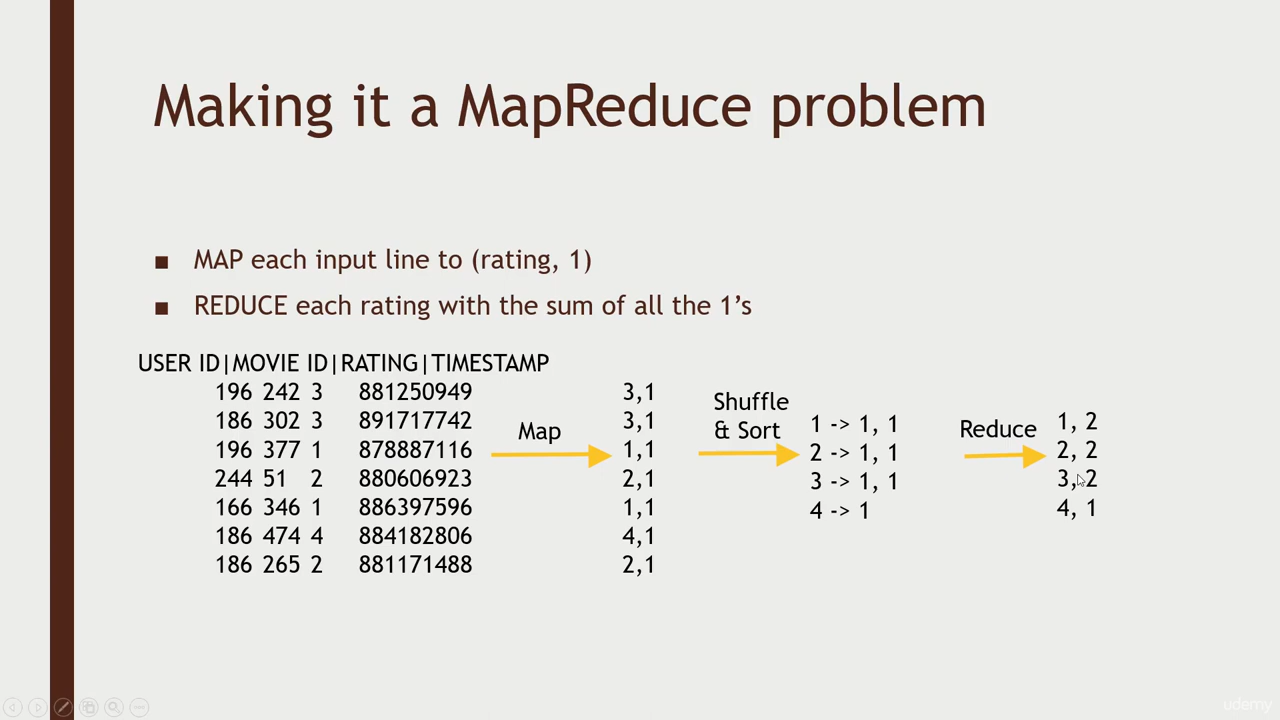 Making it a MapReduce problem
■ MAP each input line to (rating, 1)
■ REDUCE each rating with the sum of all the 1’s
USER ID|MOVIE ID|RATING|TIMESTAMP
196 242 3 881250949
186 302 3 891717742
196 377 1 878887116
244 51 2 880606923
166 346 1 886397596
186 474 4 884182806
186 265 2 881171488
Map
3,1
3,1
1,1
2,1
1,1
4,1
2,1
Shuffle
& Sort
1 -> 1, 1
2 -> 1, 1
3 -> 1, 1
4 -> 1
Reduce
1, 2
2, 2
3, 2
4, 1
udemy